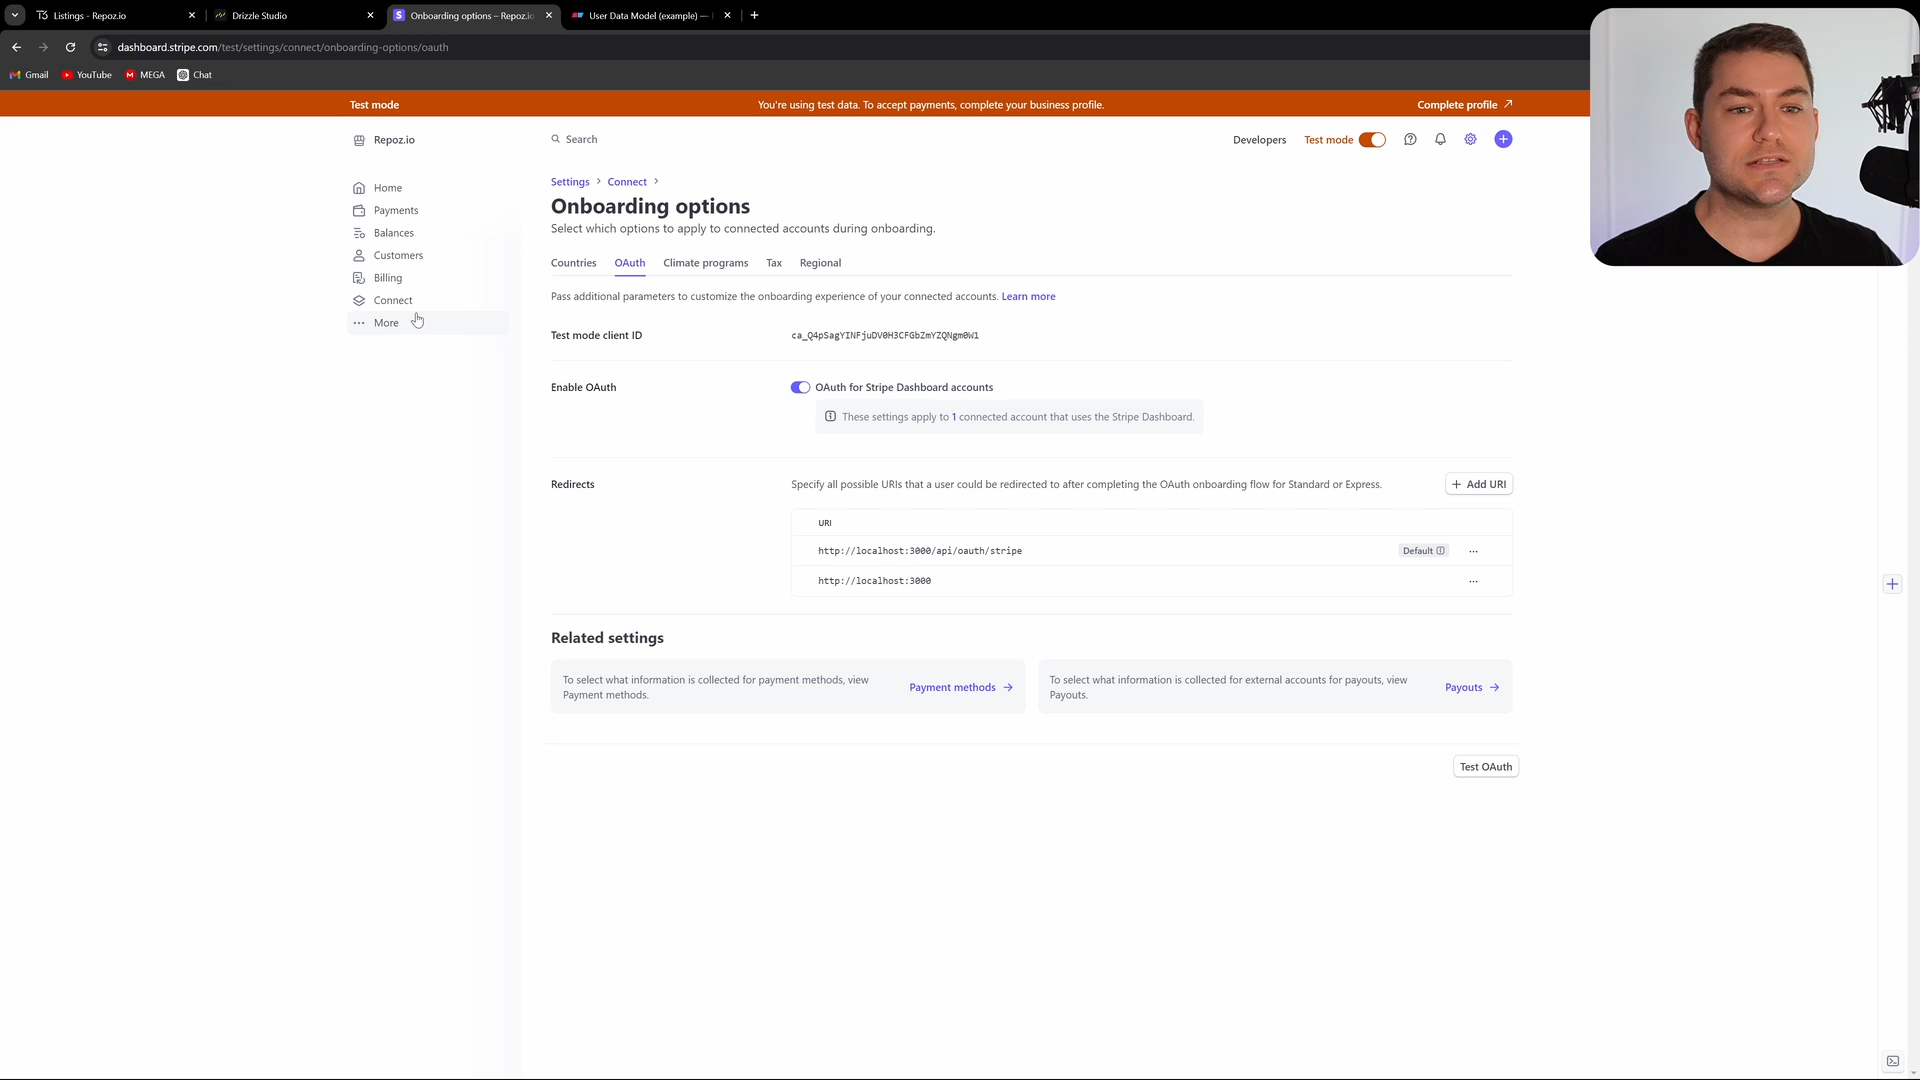 Listings - Repoz.io
Drizzle Studio
Onboarding options – Repoz.io
User Data Model (example) —
dashboard.stripe.com/test/settings/connect/onboarding-options/oauth
Gmail
YouTube
MEGA
Chat
Test mode
You're using test data. To accept payments, complete your business profile.
Complete profile
Repoz.io
Search
Developers
Test mode
Home
Payments
Balances
Customers
Billing
Connect
More
Settings
Connect
Onboarding options
Select which options to apply to connected accounts during onboarding.
Countries
OAuth
Climate programs
Tax
Regional
Pass additional parameters to customize the onboarding experience of your connected accounts. Learn more
Test mode client ID
ca_Q4pSagYINFjuDV0H3CFGbZmYZQNgm0W1
Enable OAuth
OAuth for Stripe Dashboard accounts
These settings apply to 1 connected account that uses the Stripe Dashboard.
Redirects
Specify all possible URIs that a user could be redirected to after completing the OAuth onboarding flow for Standard or Express.
Add URI
URI
http://localhost:3000/api/oauth/stripe
Default
http://localhost:3000
Related settings
To select what information is collected for payment methods, view
Payment methods.
Payment methods
To select what information is collected for external accounts for payouts, view
Payouts.
Payouts
Test OAuth